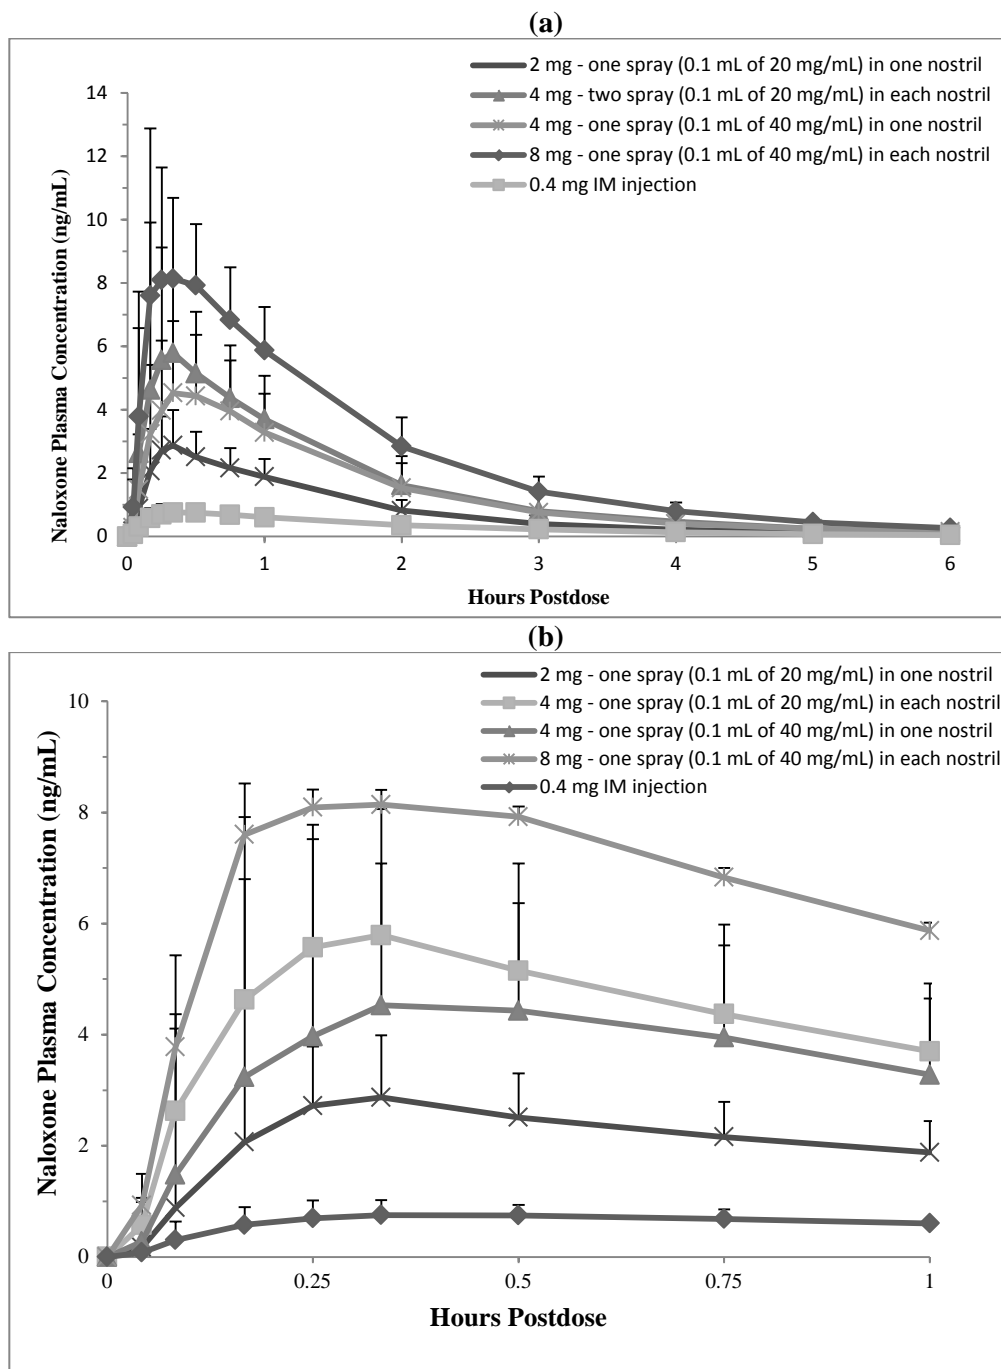 (a)
2 mg - one spray (0.1 mL of 20 mg/mL) in one nostril
4 mg - two spray (0.1 mL of 20 mg/mL) in each nostril
4 mg - one spray (0.1 mL of 40 mg/mL) in one nostril
8 mg - one spray (0.1 mL of 40 mg/mL) in each nostril
0.4 mg IM injection
Naloxone Plasma Concentration (ng/mL)
14
12
10
8
6
4
2
0
0 1 2 3 4 5 6
Hours Postdose
(b)
2 mg - one spray (0.1 mL of 20 mg/mL) in one nostril
4 mg - one spray (0.1 mL of 20 mg/mL) in each nostril
4 mg - one spray (0.1 mL of 40 mg/mL) in one nostril
8 mg - one spray (0.1 mL of 40 mg/mL) in each nostril
0.4 mg IM injection
Naloxone Plasma Concentration (ng/mL)
10
8
6
4
2
0
0 0.25 0.5 0.75 1
Hours Postdose